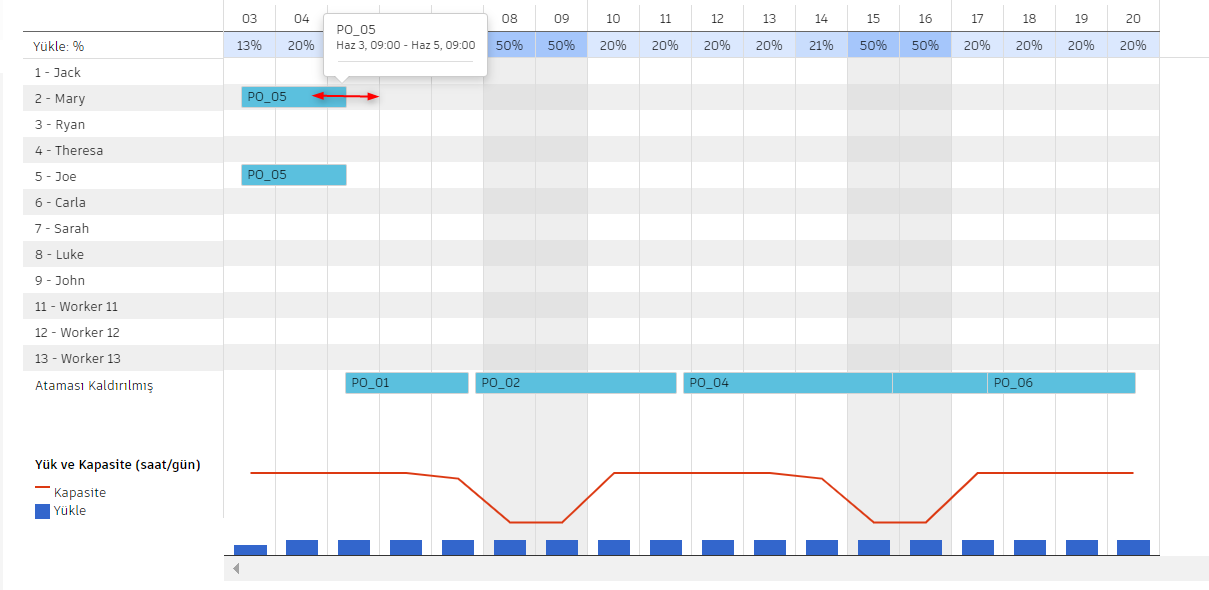 03 04 08 09 10 11 12 13 14 15 16 17 18 19 20
PO_05
Haz 3, 09:00 - Haz 5, 09:00
Yükle: % 13% 20% 50% 50% 20% 20% 20% 20% 21% 50% 50% 20% 20% 20% 20%
1 - Jack
2 - Mary PO_05
3 - Ryan
4 - Theresa
5 - Joe PO_05
6 - Carla
7 - Sarah
8 - Luke
9 - John
11 - Worker 11
12 - Worker 12
13 - Worker 13
Ataması Kaldırılmış PO_01 PO_02 PO_04 PO_06
Yük ve Kapasite (saat/gün)
Kapasite
Yükle